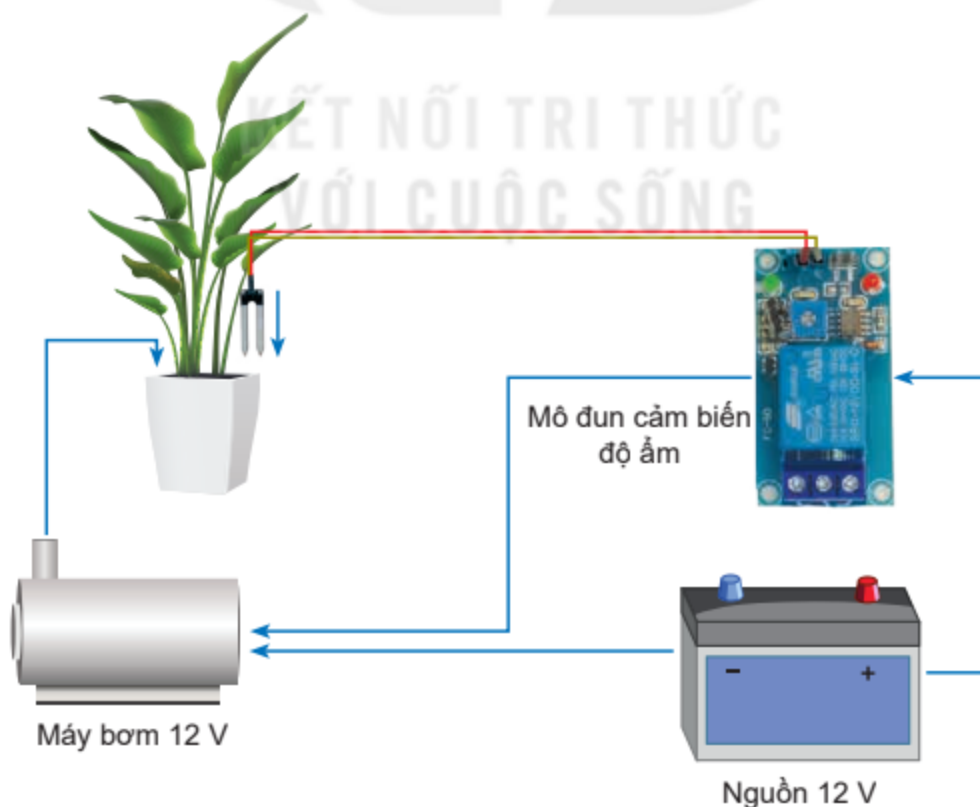 KẾT NỐI TRI THỨC
VỚI CUỘC SỐNG
Mô đun cảm biến
độ ẩm
- +
Máy bơm 12 V
Nguồn 12 V